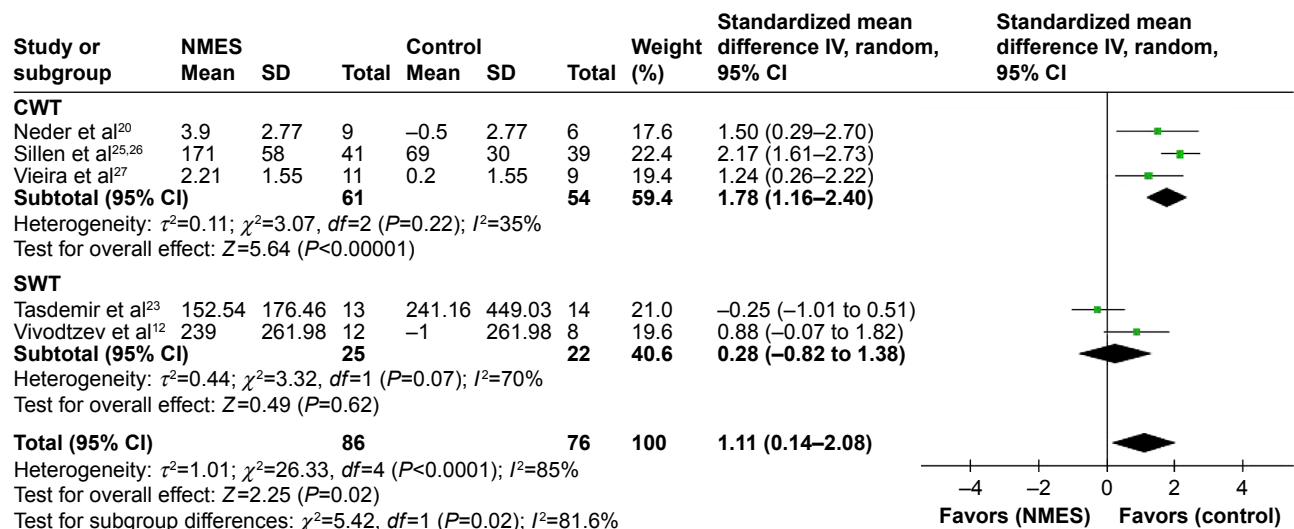 Study or subgroup NMES Control Weight (%) Standardized mean difference IV, random, 95% CI Standardized mean difference IV, random, 95% CI
Mean SD Total Mean SD Total
CWT
Neder et al20 3.9 2.77 9 –0.5 2.77 6 17.6 1.50 (0.29–2.70)
Sillen et al25,26 171 58 41 69 30 39 22.4 2.17 (1.61–2.73)
Vieira et al27 2.21 1.55 11 0.2 1.55 9 19.4 1.24 (0.26–2.22)
Subtotal (95% CI) 61 54 59.4 1.78 (1.16–2.40)
Heterogeneity: τ²=0.11; χ²=3.07, df=2 (P=0.22); I²=35%
Test for overall effect: Z=5.64 (P<0.00001)
SWT
Tasdemir et al23 152.54 176.46 13 241.16 449.03 14 21.0 –0.25 (–1.01 to 0.51)
Vivodtzev et al12 239 261.98 12 –1 261.98 8 19.6 0.88 (–0.07 to 1.82)
Subtotal (95% CI) 25 22 40.6 0.28 (–0.82 to 1.38)
Heterogeneity: τ²=0.44; χ²=3.32, df=1 (P=0.07); I²=70%
Test for overall effect: Z=0.49 (P=0.62)
Total (95% CI) 86 76 100 1.11 (0.14–2.08)
Heterogeneity: τ²=1.01; χ²=26.33, df=4 (P<0.0001); I²=85%
Test for overall effect: Z=2.25 (P=0.02)
Test for subgroup differences: χ²=5.42, df=1 (P=0.02); I²=81.6%
–4 –2 0 2 4
Favors (NMES) Favors (control)